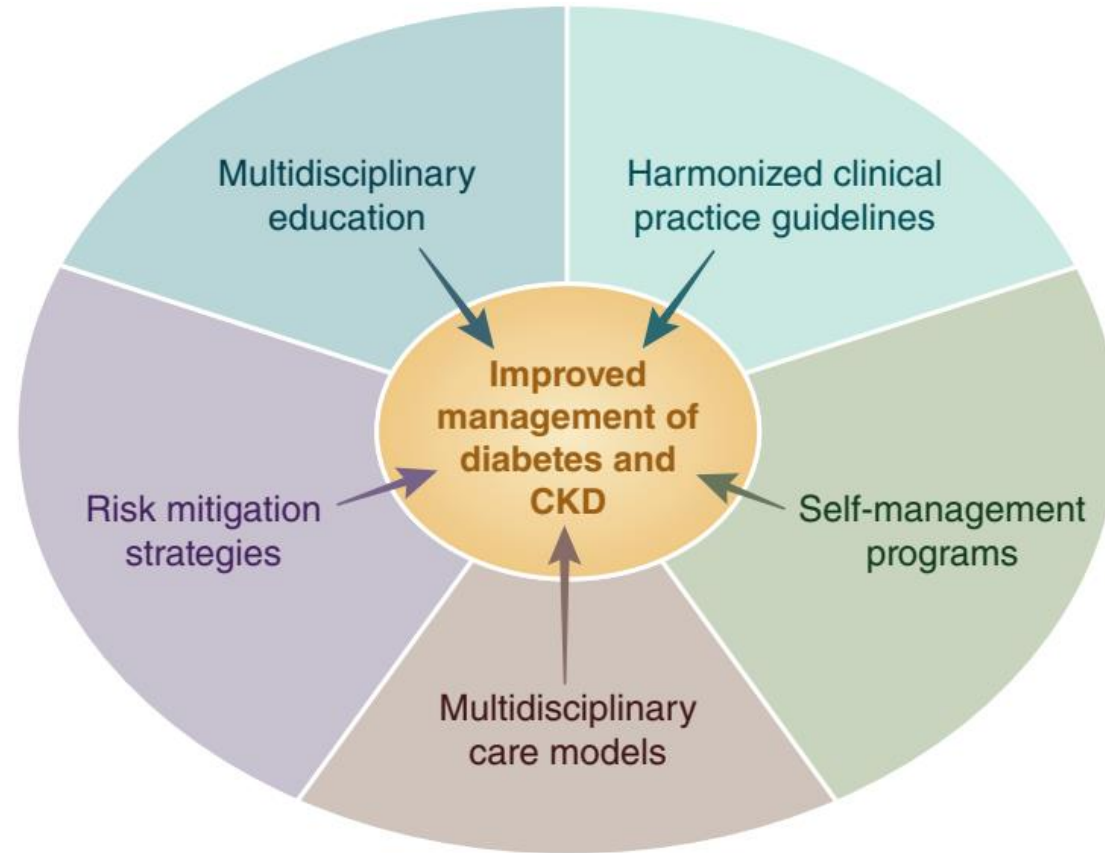 Multidisciplinary
education
Harmonized clinical
practice guidelines
Improved
management of
diabetes and
CKD
Risk mitigation
strategies
Self-management
programs
Multidisciplinary
care models